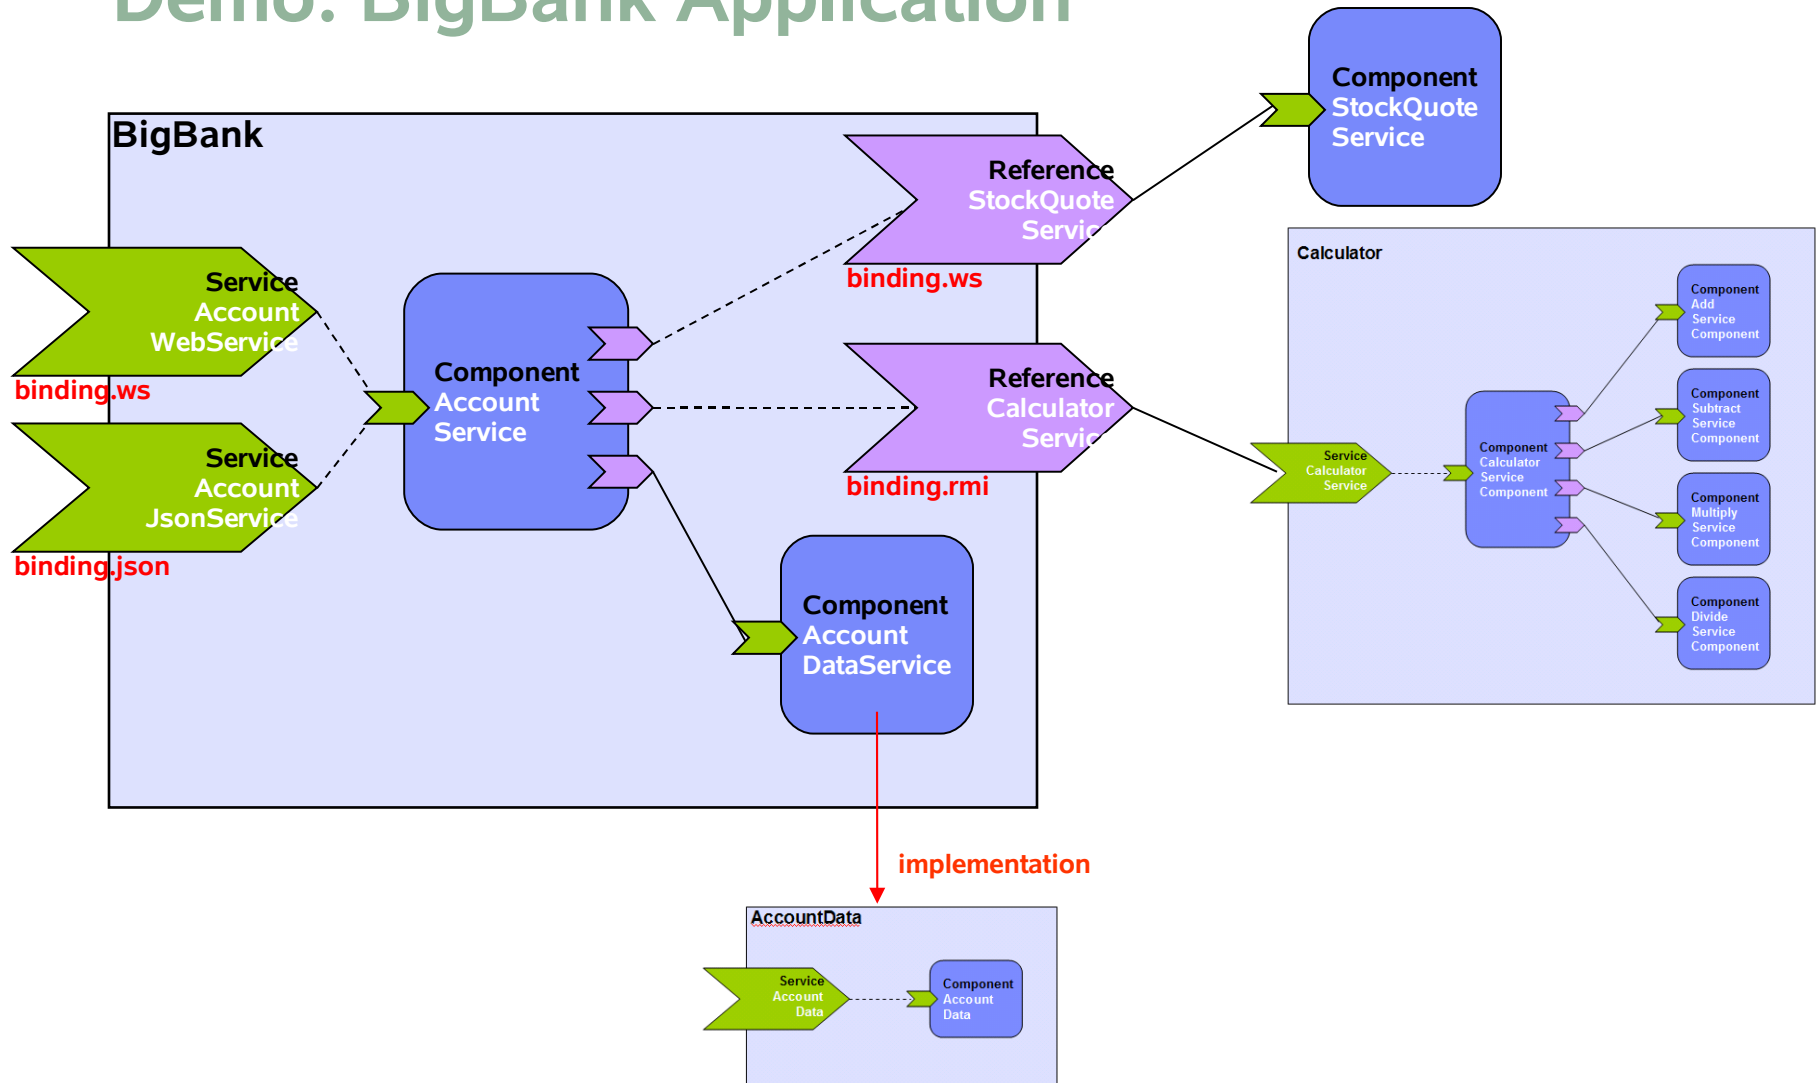 Demo: BigBank Application
BigBank
Service
Account
WebService
binding.ws
Service
Account
JsonService
binding.json
Component
Account
Service
Reference
StockQuote
Service
binding.ws
Reference
Calculator
Service
binding.rmi
Component
Account
DataService
implementation
Component
StockQuote
Service
Calculator
Service
Calculator
Service
Component
Calculator
Service
Component
Component
Add
Service
Component
Component
Subtract
Service
Component
Component
Multiply
Service
Component
Component
Divide
Service
Component
AccountData
Service
Account
Data
Component
Account
Data